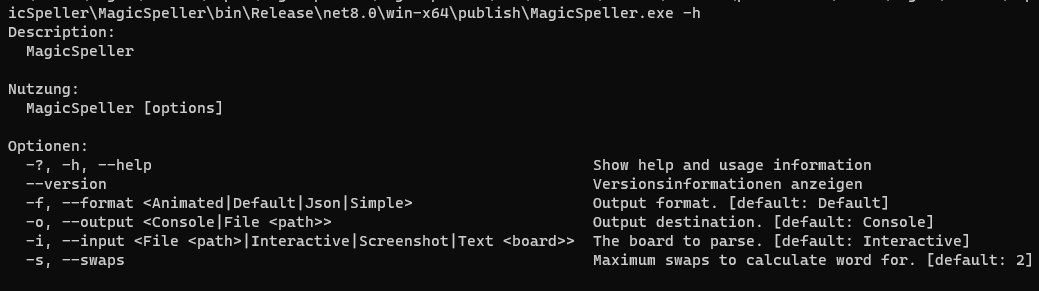 icSpeller\MagicSpeller\bin\Release\net8.0\win-x64\publish\MagicSpeller.exe -h
Description:
  MagicSpeller

Nutzung:
  MagicSpeller [options]

Optionen:
  -?, -h, --help                                                 Show help and usage information
  --version                                                      Versionsinformationen anzeigen
  -f, --format <Animated|Default|Json|Simple>                    Output format. [default: Default]
  -o, --output <Console|File <path>>                             Output destination. [default: Console]
  -i, --input <File <path>|Interactive|Screenshot|Text <board>>  The board to parse. [default: Interactive]
  -s, --swaps                                                    Maximum swaps to calculate word for. [default: 2]